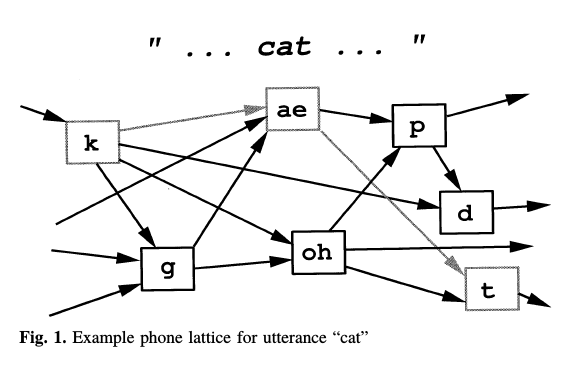 " ... cat ... "
ae
p
k
d
oh
g
t
Fig. 1. Example phone lattice for utterance “cat”